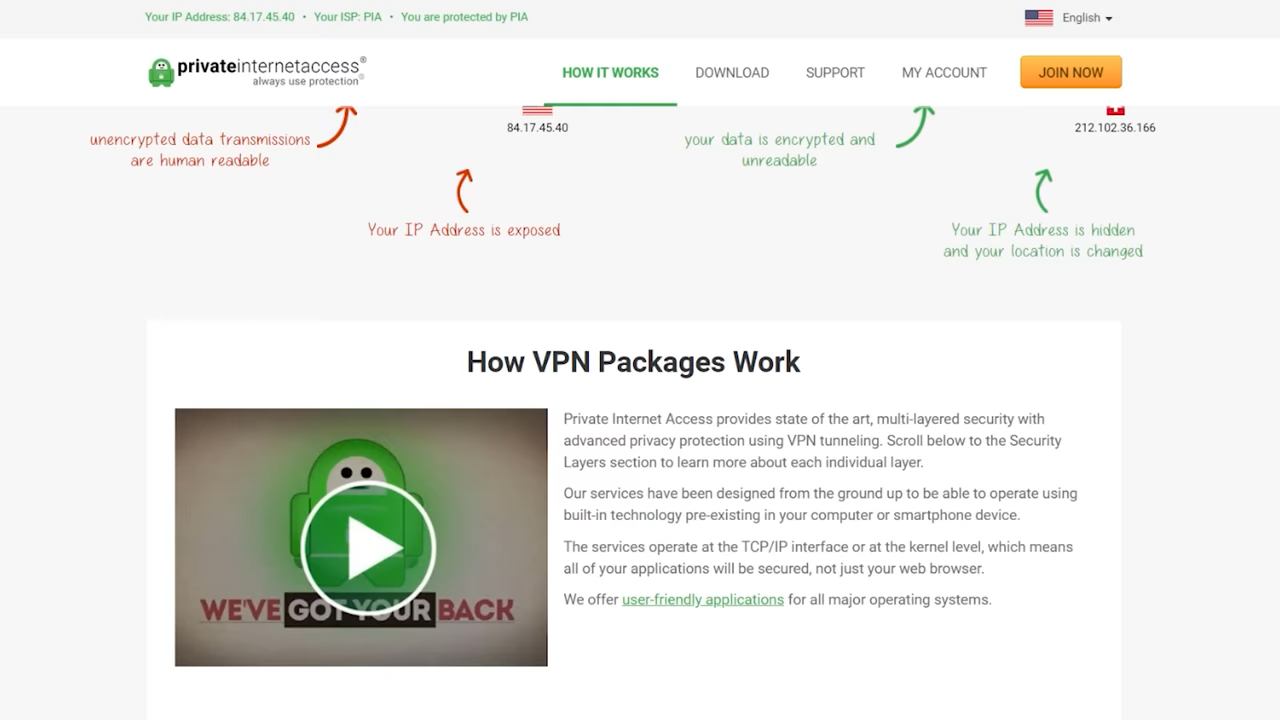 Your IP Address: 84.17.45.40 • Your ISP: PIA • You are protected by PIA
English
privateinternetaccess®
always use protection®
HOW IT WORKS
DOWNLOAD
SUPPORT
MY ACCOUNT
JOIN NOW
unencrypted data transmissions
are human readable
84.17.45.40
Your IP Address is exposed
your data is encrypted and
unreadable
212.102.36.166
Your IP Address is hidden
and your location is changed
How VPN Packages Work
WE'VE GOT YOUR BACK
Private Internet Access provides state of the art, multi-layered security with
advanced privacy protection using VPN tunneling. Scroll below to the Security
Layers section to learn more about each individual layer.
Our services have been designed from the ground up to be able to operate using
built-in technology pre-existing in your computer or smartphone device.
The services operate at the TCP/IP interface or at the kernel level, which means
all of your applications will be secured, not just your web browser.
We offer user-friendly applications for all major operating systems.